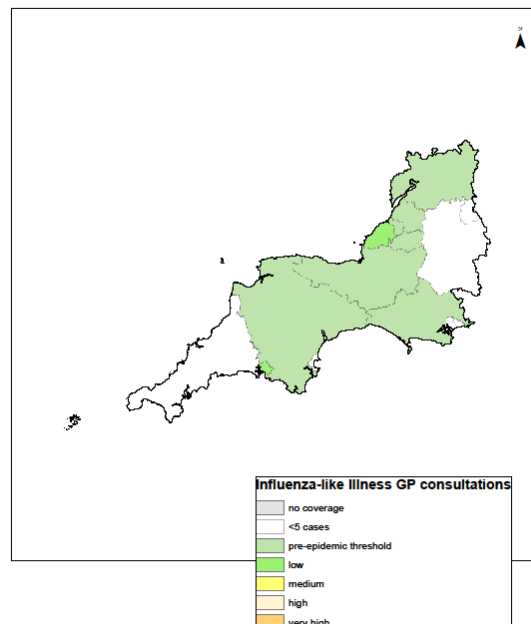 N
Influenza-like Illness GP consultations
no coverage
<5 cases
pre-epidemic threshold
low
medium
high
very high